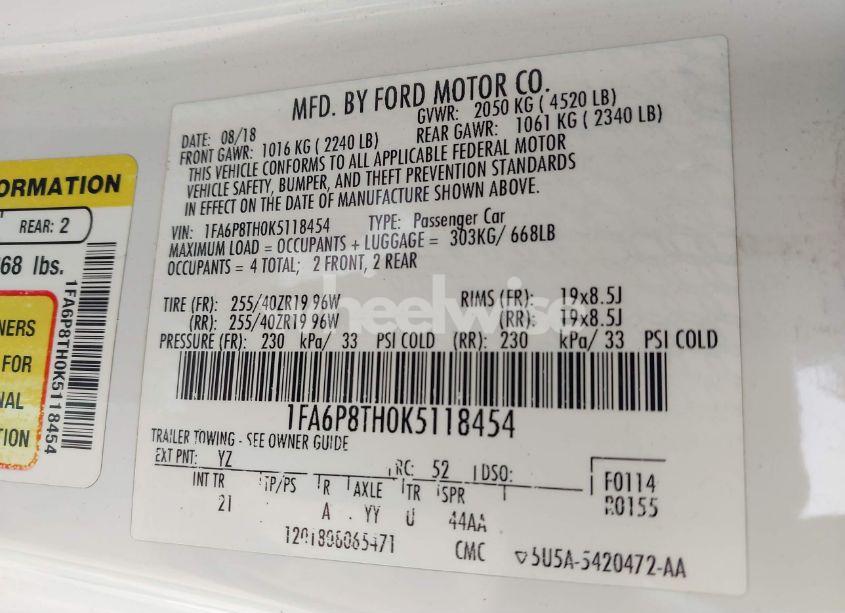 MFD. BY FORD MOTOR CO.
DATE: 08/18 GVWR: 2050 KG ( 4520 LB)
FRONT GAWR: 1016 KG ( 2240 LB) REAR GAWR: 1061 KG ( 2340 LB)
THIS VEHICLE CONFORMS TO ALL APPLICABLE FEDERAL MOTOR
VEHICLE SAFETY, BUMPER, AND THEFT PREVENTION STANDARDS
IN EFFECT ON THE DATE OF MANUFACTURE SHOWN ABOVE.
VIN: 1FA6P8TH0K5118454 TYPE: Passenger Car
MAXIMUM LOAD = OCCUPANTS + LUGGAGE = 303KG/ 668LB
OCCUPANTS = 4 TOTAL; 2 FRONT, 2 REAR
TIRE (FR): 255/40ZR19 96W RIMS (FR): 19x8.5J
(RR): 255/40ZR19 96W (RR): 19x8.5J
PRESSURE (FR): 230 kPa/ 33 PSI COLD (RR): 230 kPa/ 33 PSI COLD
1FA6P8TH0K5118454
TRAILER TOWING - SEE OWNER GUIDE
EXT PNT: YZ RC: 52 DSO: F0114
INT TR TP/PS R AXLE TR SPR R0155
21 A YY U 44AA
CMC 5U5A-5420472-AA
ORMATION
REAR: 2
68 lbs.
NERS
FOR
NAL
TION
1FA6P8TH0K5118454
heelwise